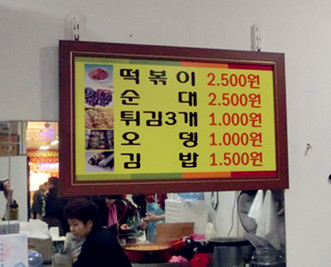 떡볶이 2.500원
순대 2.500원
튀김3개 1.000원
오뎅 1.000원
김밥 1.500원